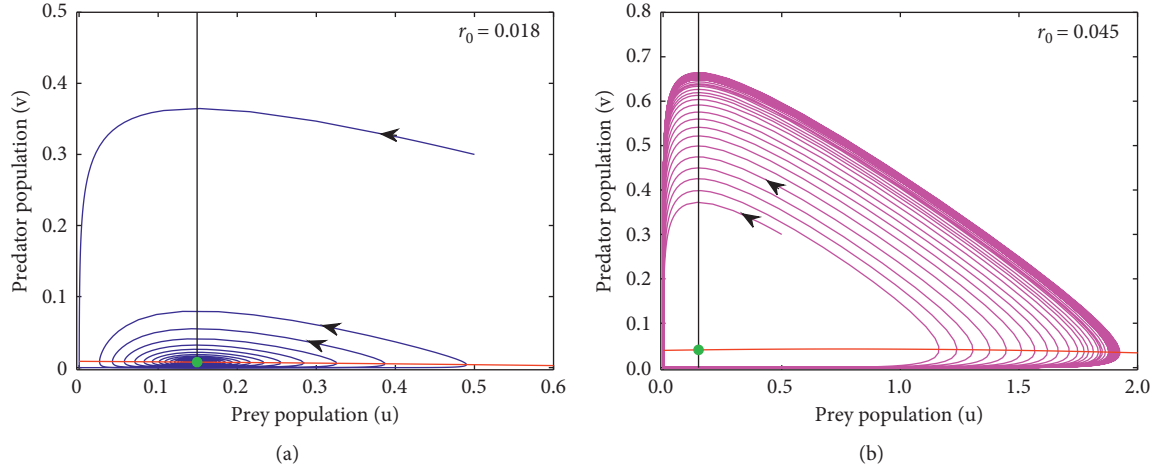 r0 = 0.018
Predator population (v)
0.5
0.4
0.3
0.2
0.1
0
0 0.1 0.2 0.3 0.4 0.5 0.6
Prey population (u)
(a)
r0 = 0.045
Predator population (v)
0.8
0.7
0.6
0.5
0.4
0.3
0.2
0.1
0.0
0.0 0.5 1.0 1.5 2.0
Prey population (u)
(b)